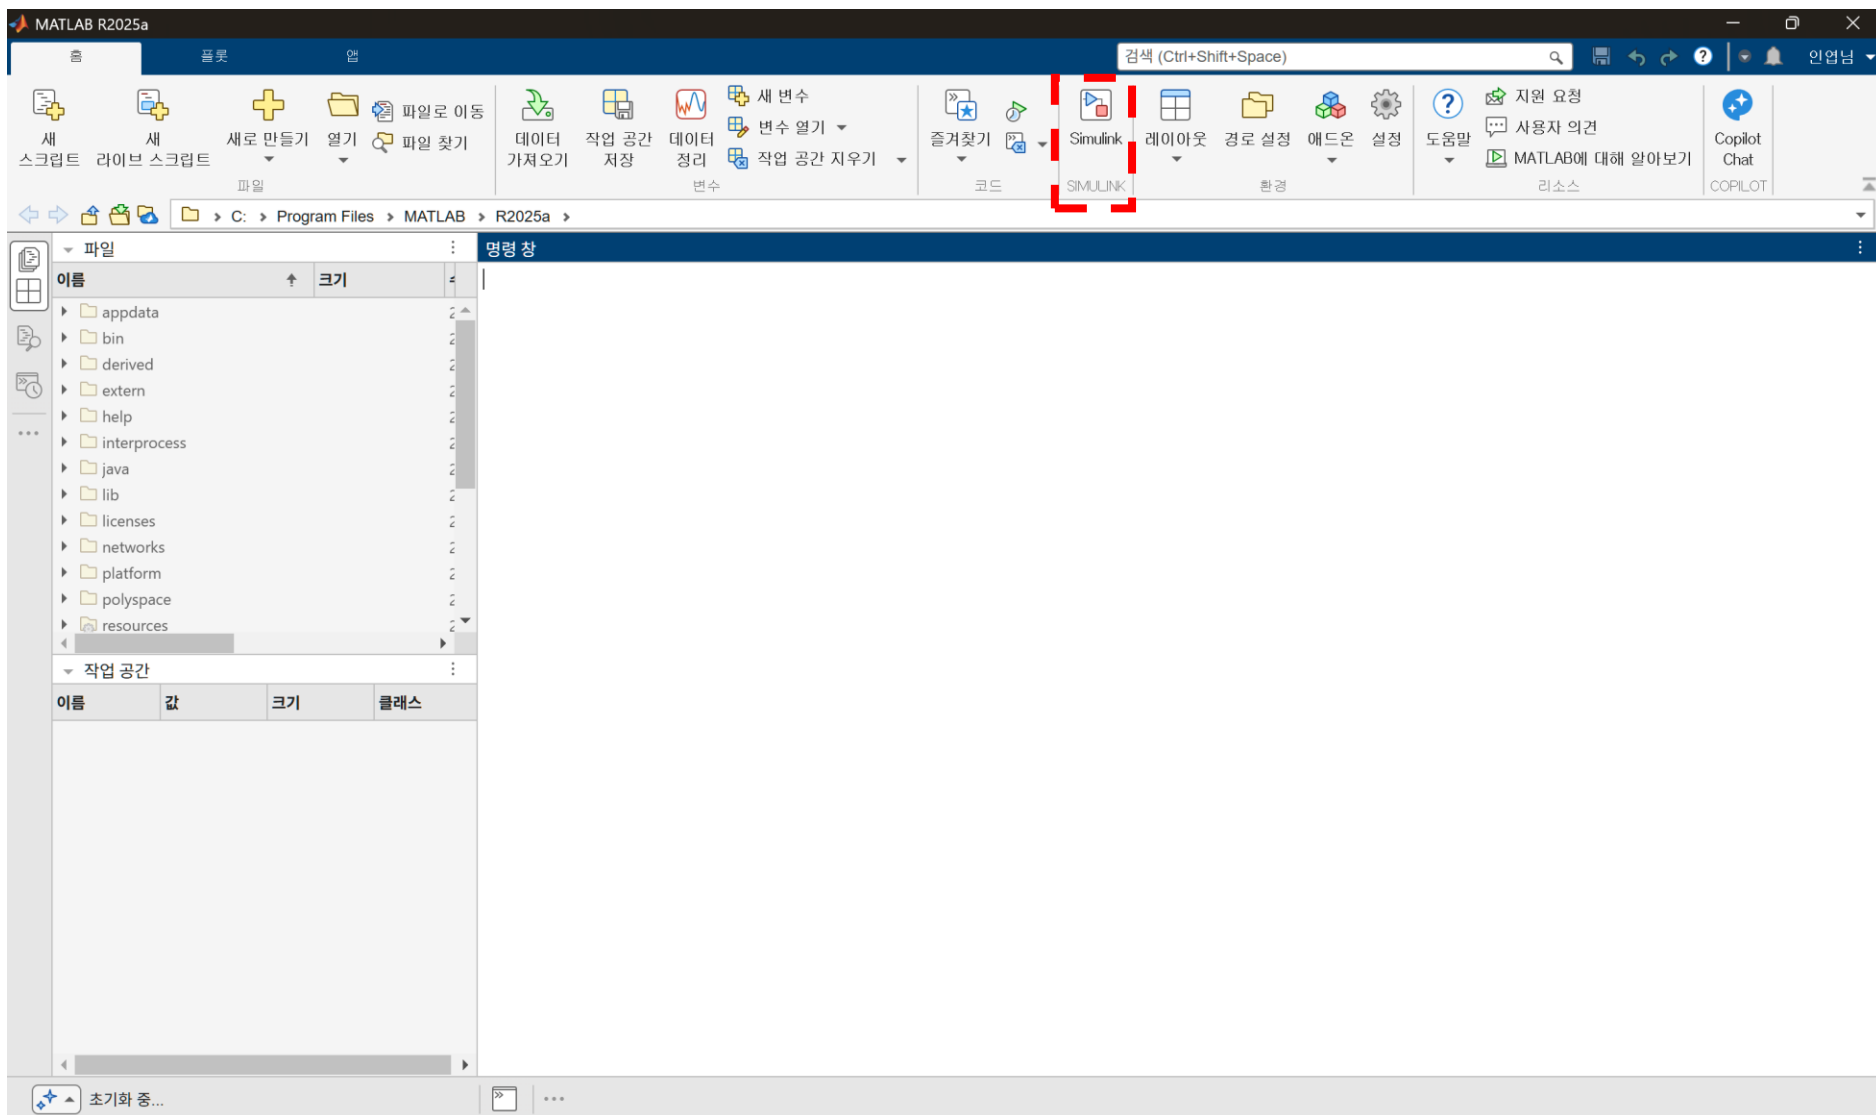 MATLAB R2025a
홈 플롯 앱 검색 (Ctrl+Shift+Space) 인엽님
새 스크립트
새 라이브 스크립트
새로 만들기
열기
파일로 이동
파일 찾기
파일
데이터 가져오기
작업 공간 저장
데이터 정리
새 변수
변수 열기
작업 공간 지우기
변수
즐겨찾기
코드
Simulink
SIMULINK
레이아웃
경로 설정
애드온
설정
환경
도움말
지원 요청
사용자 의견
MATLAB에 대해 알아보기
리소스
Copilot Chat
COPILOT
C: Program Files MATLAB R2025a
파일
이름 크기
appdata
bin
derived
extern
help
interprocess
java
lib
licenses
networks
platform
polyspace
resources
작업 공간
이름 값 크기 클래스
명령 창
초기화 중...